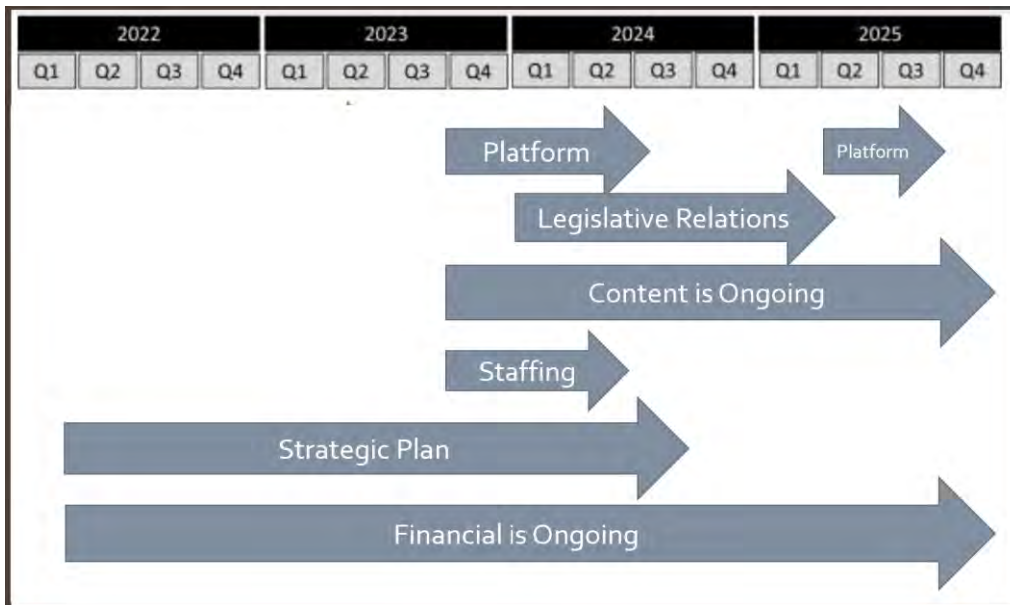 2022 2023 2024 2025
Q1 Q2 Q3 Q4 Q1 Q2 Q3 Q4 Q1 Q2 Q3 Q4 Q1 Q2 Q3 Q4
Platform Platform
Legislative Relations
Content is Ongoing
Staffing
Strategic Plan
Financial is Ongoing